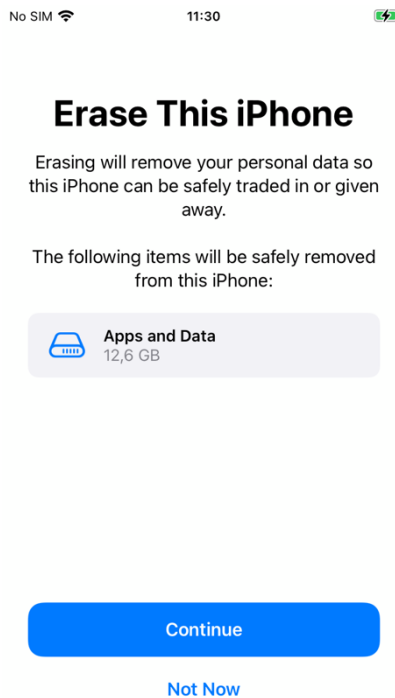 No SIM 11:30
Erase This iPhone
Erasing will remove your personal data so
this iPhone can be safely traded in or given
away.
The following items will be safely removed
from this iPhone:
Apps and Data
12,6 GB
Continue
Not Now